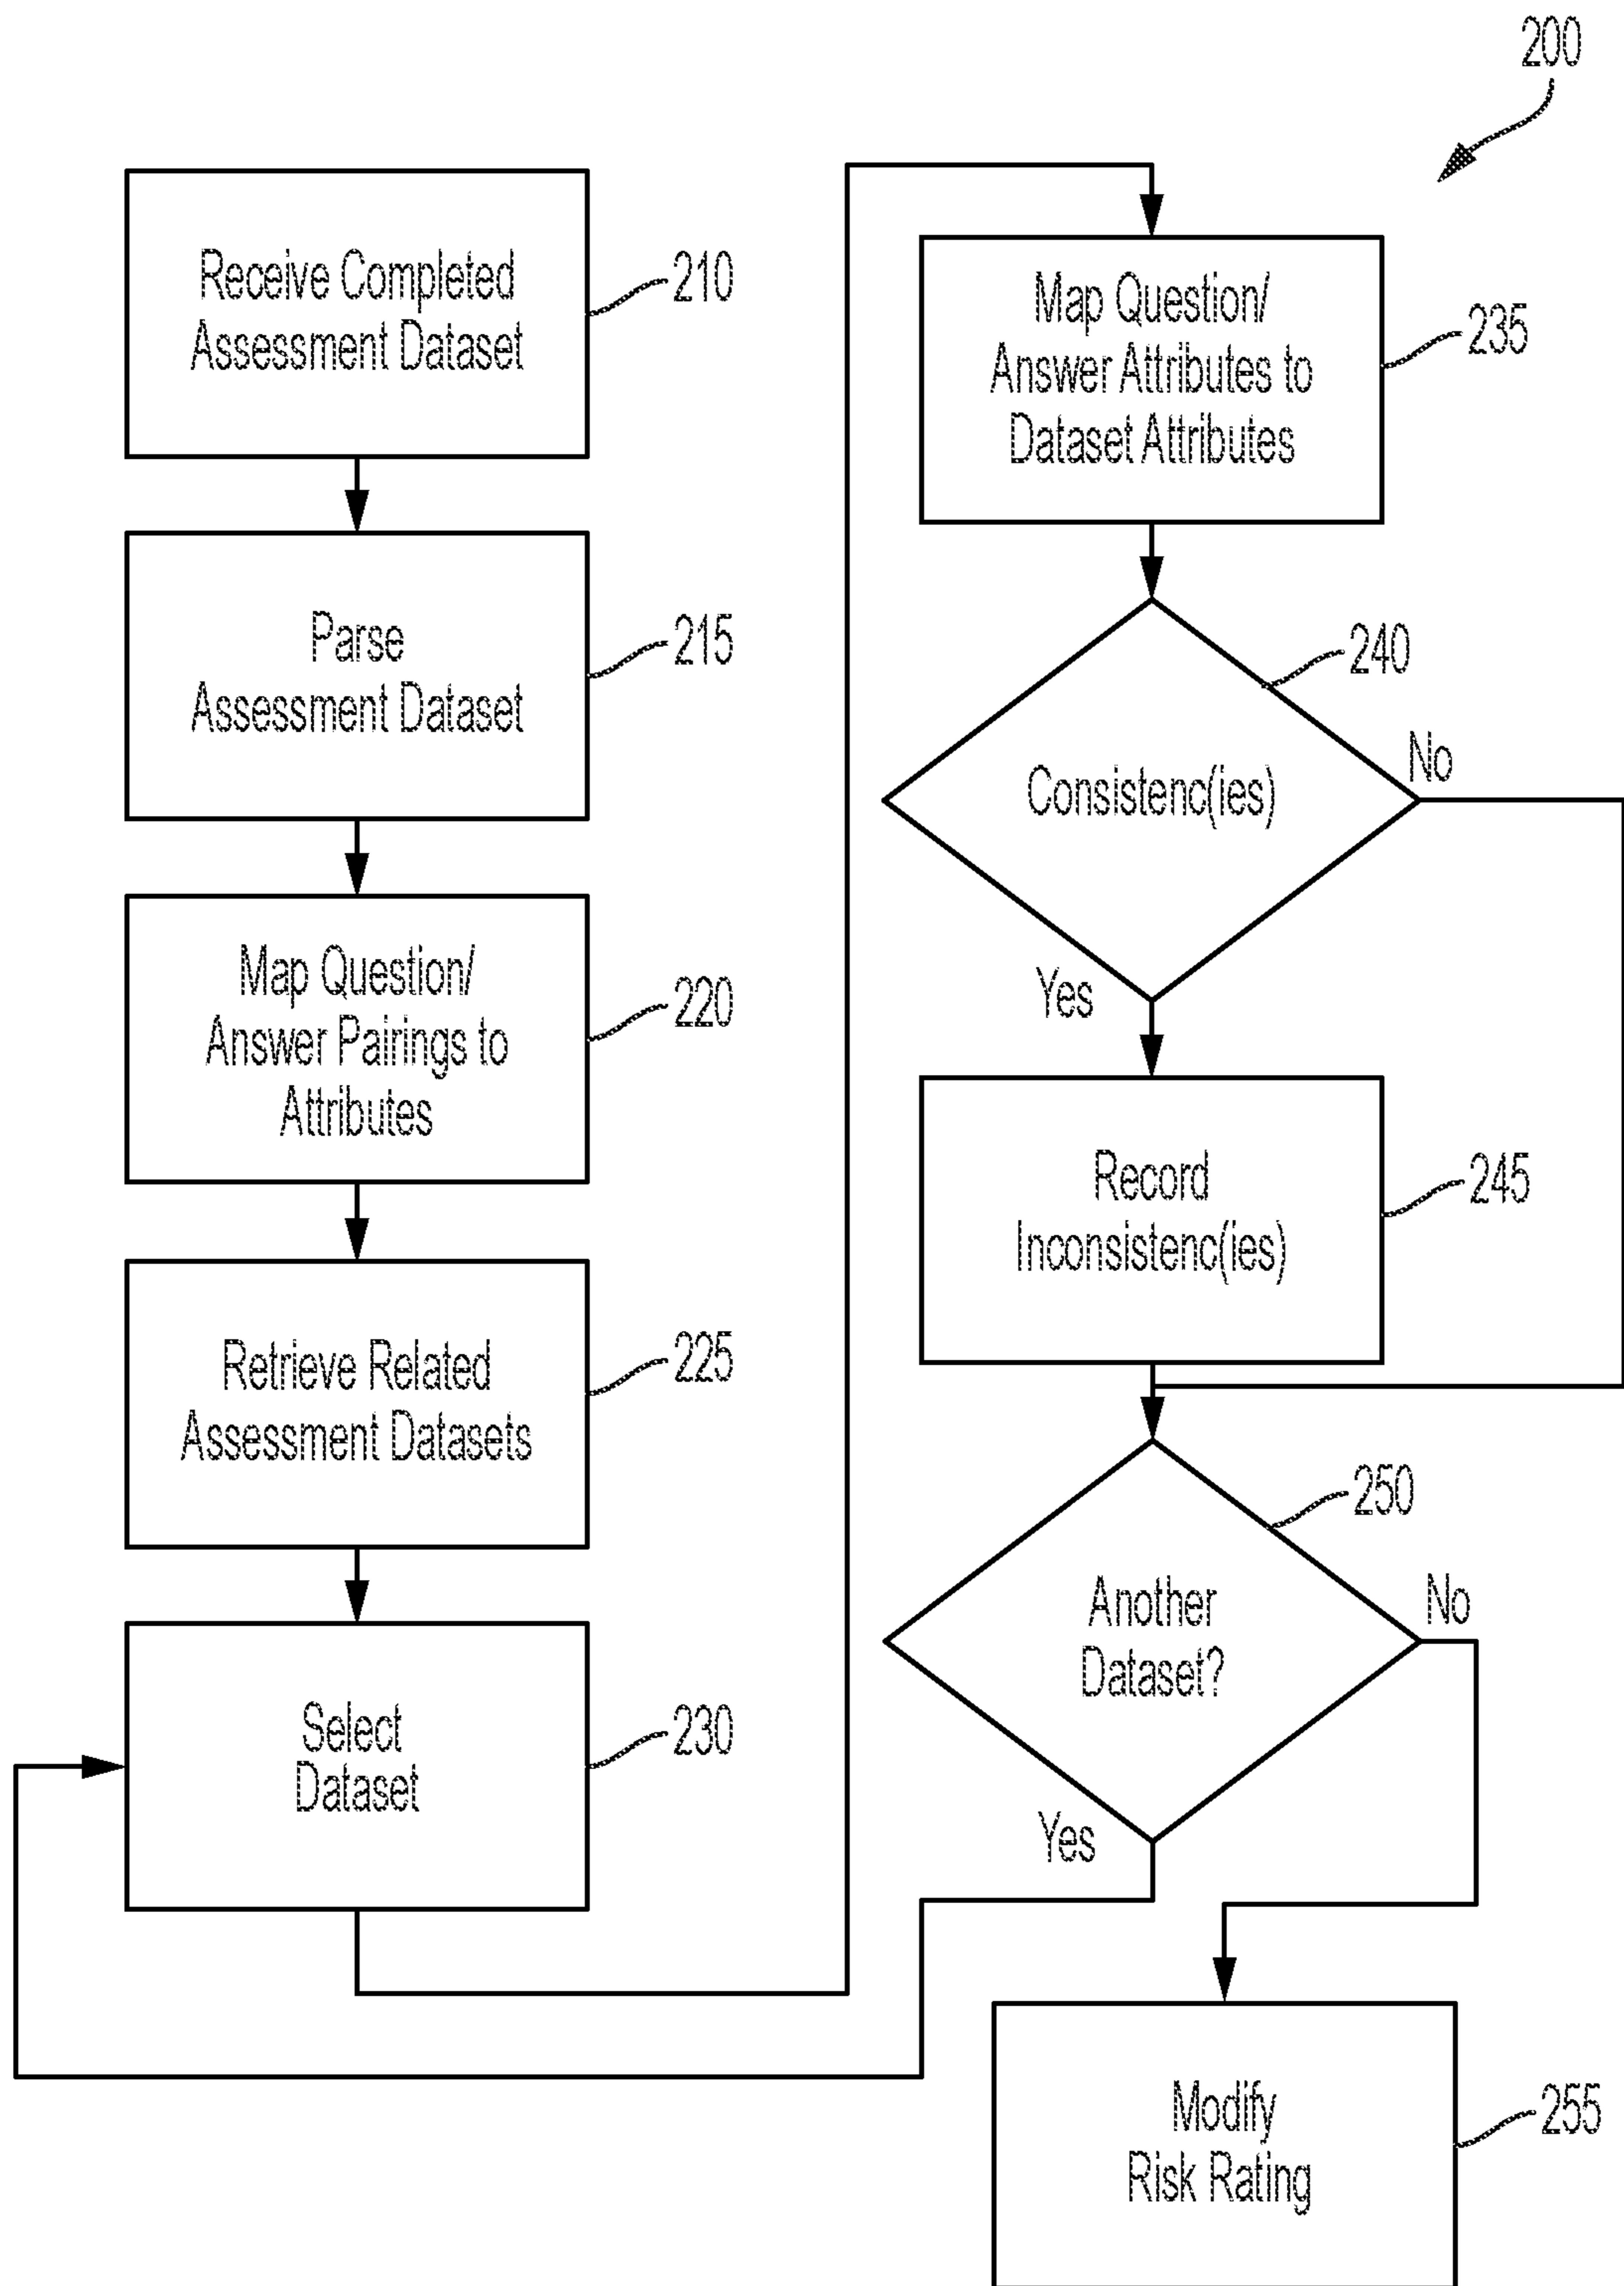 200
Receive Completed
Assessment Dataset
210
Parse
Assessment Dataset
215
Map Question/
Answer Pairings to
Attributes
220
Retrieve Related
Assessment Datasets
225
Select
Dataset
230
Map Question/
Answer Attributes to
Dataset Attributes
235
Consistenc(ies)
240
No
Yes
Record
Inconsistenc(ies)
245
Another
Dataset?
250
No
Yes
Modify
Risk Rating
255